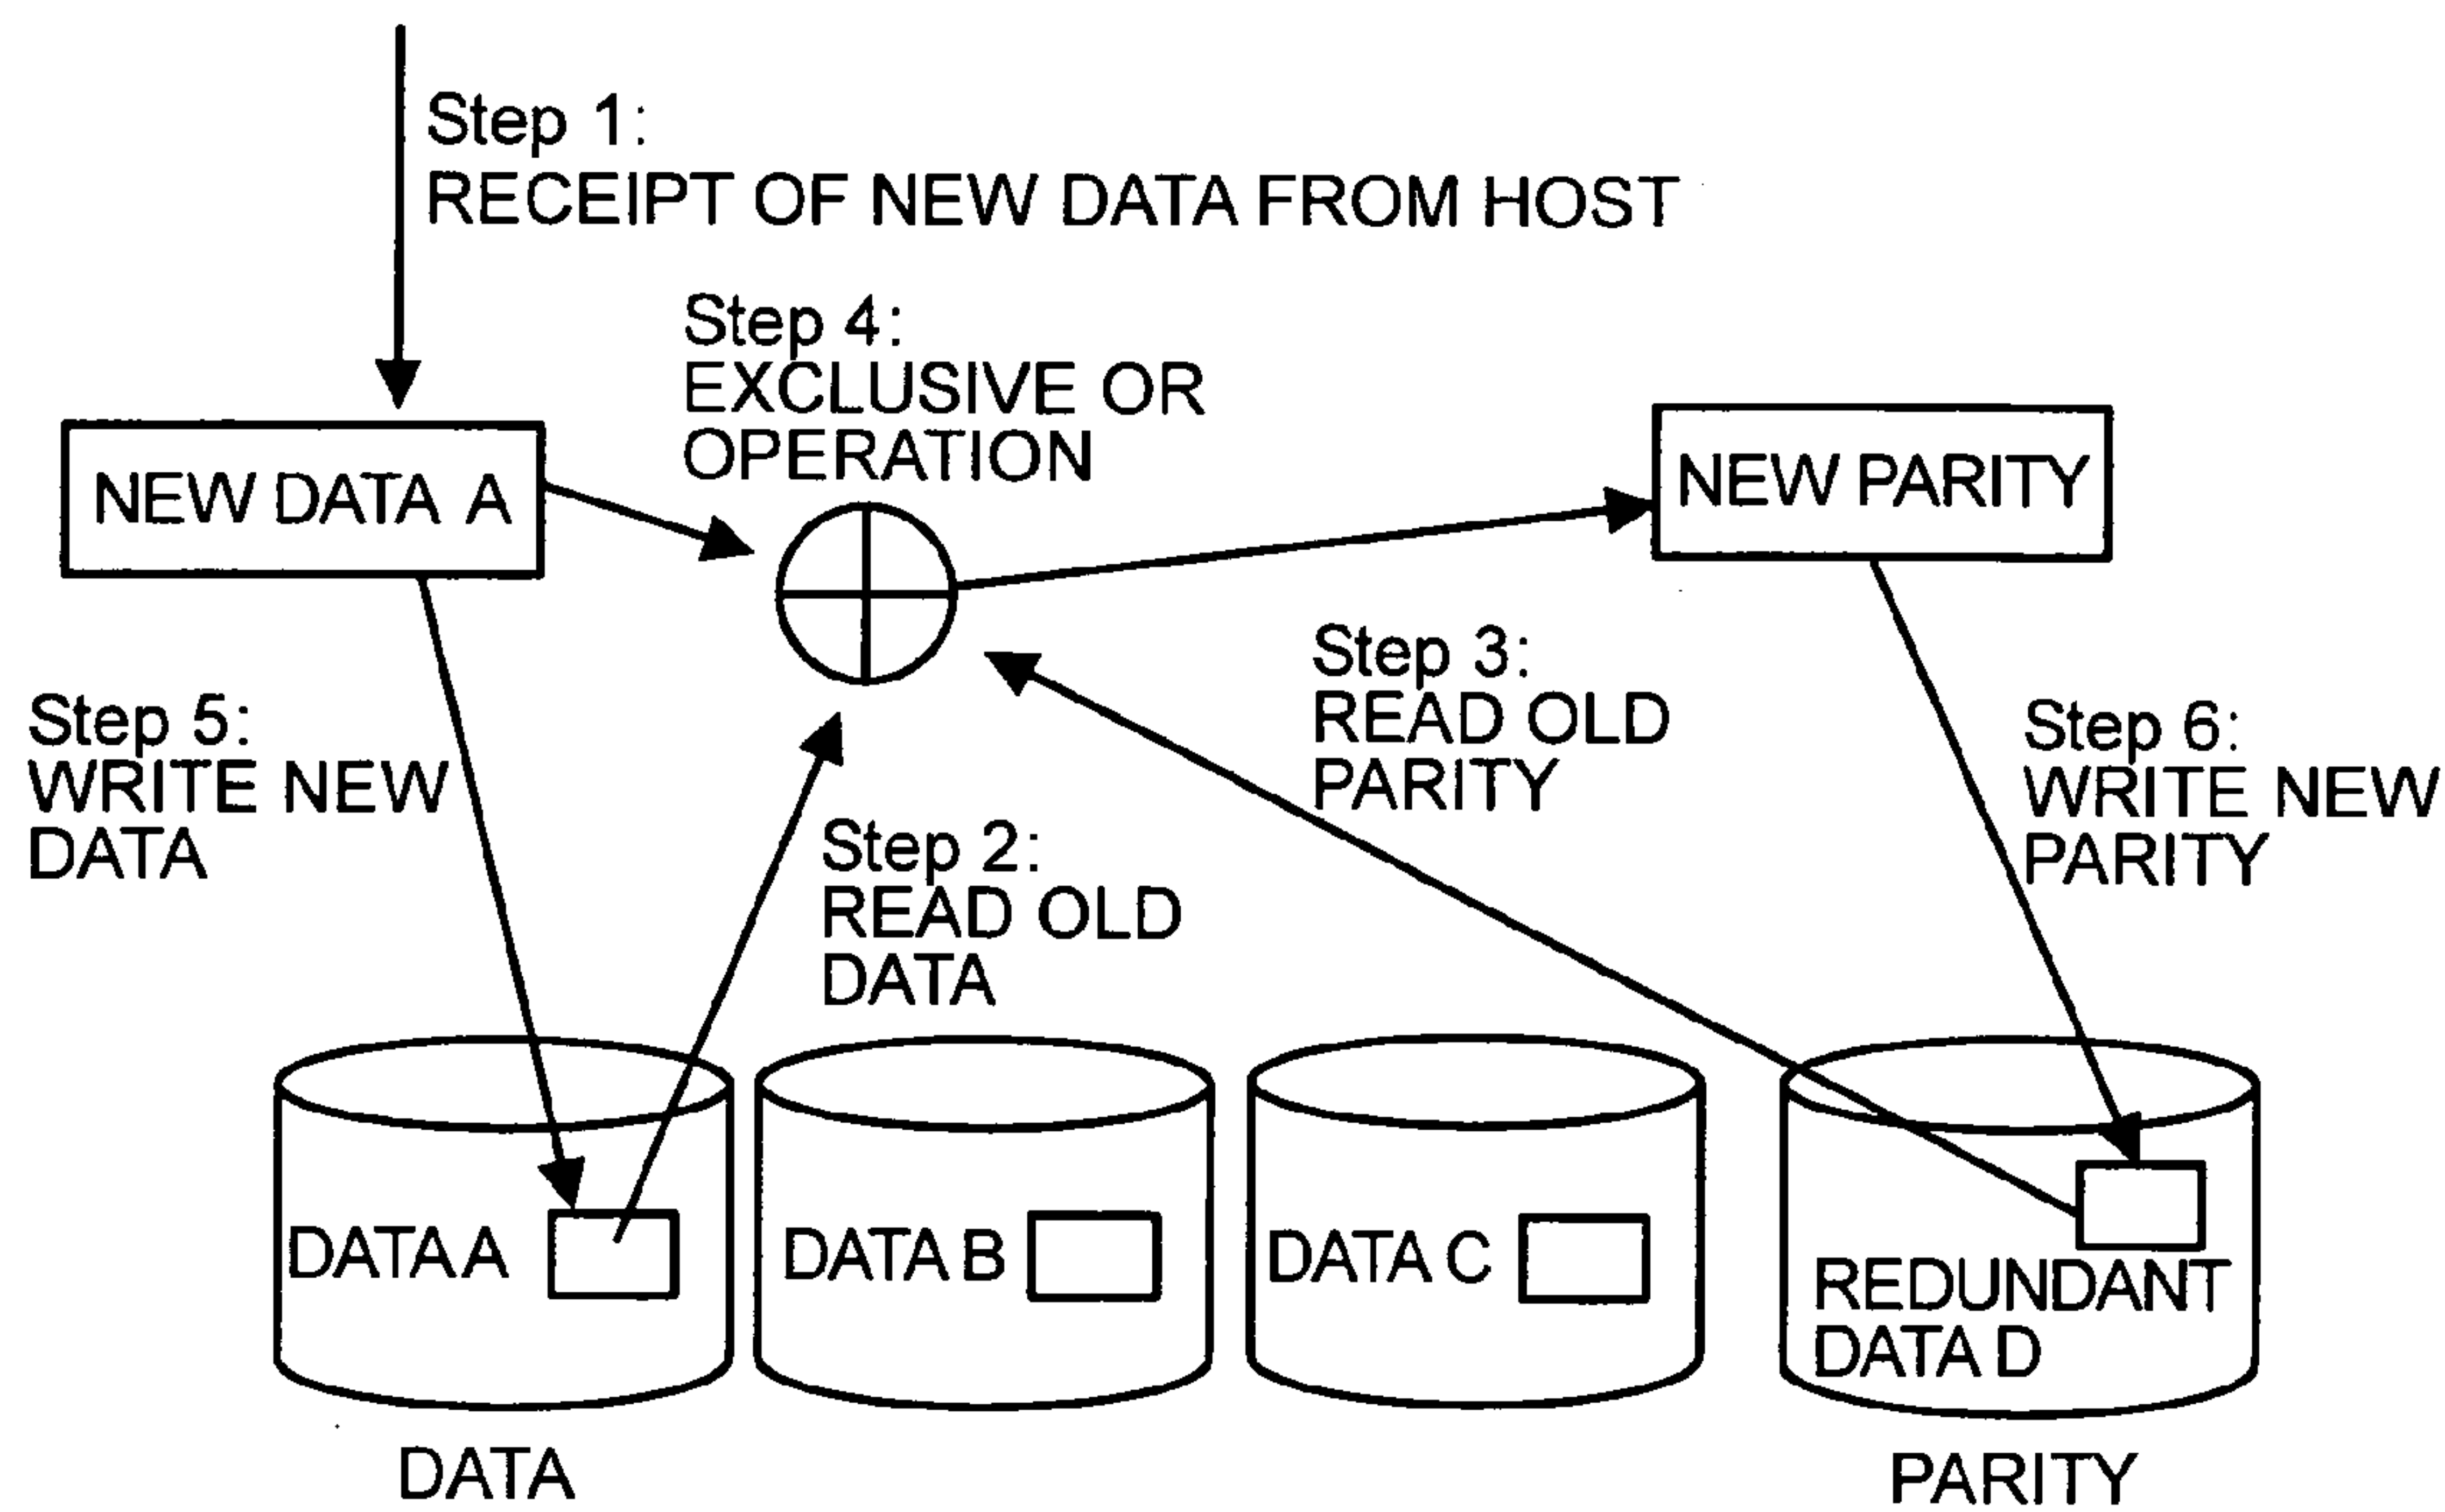 Step 1:
RECEIPT OF NEW DATA FROM HOST
Step 4:
EXCLUSIVE OR
OPERATION
NEW DATA A
NEW PARITY
Step 3:
READ OLD
PARITY
Step 5:
WRITE NEW
DATA
Step 6:
WRITE NEW
PARITY
Step 2:
READ OLD
DATA
DATA A
DATA B
DATA C
REDUNDANT
DATA D
DATA
PARITY